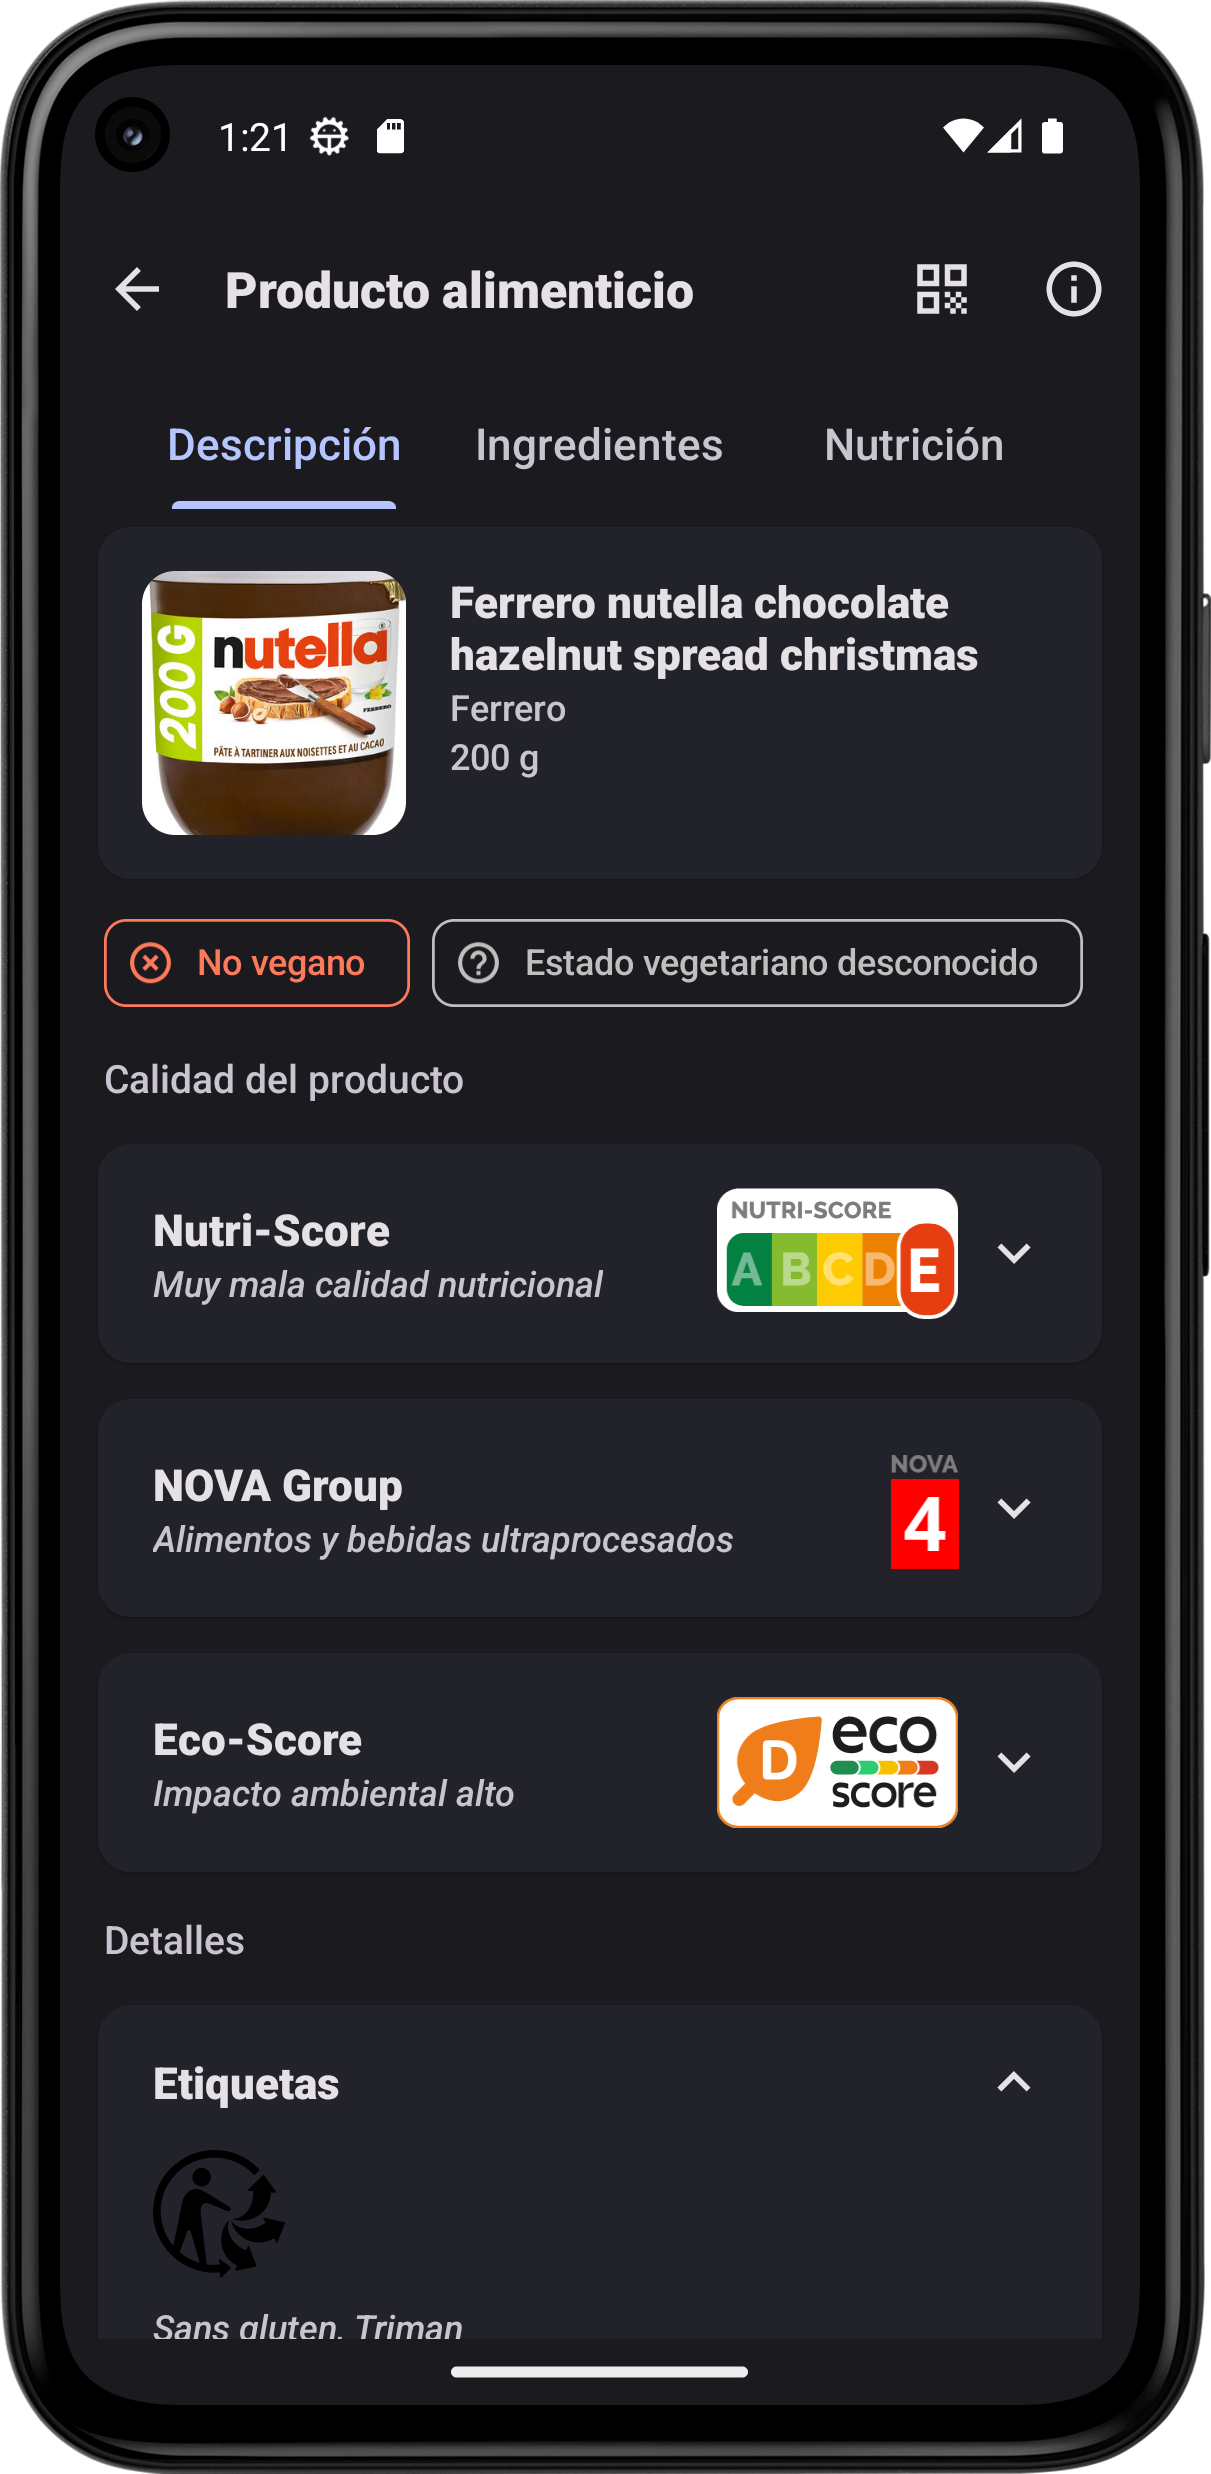 1:21
Producto alimenticio
Descripción
Ingredientes
Nutrición
200 G
nutella
FERRERO
PÂTE À TARTINER AUX NOISETTES ET AU CACAO
Ferrero nutella chocolate
hazelnut spread christmas
Ferrero
200 g
No vegano
Estado vegetariano desconocido
Calidad del producto
Nutri-Score
Muy mala calidad nutricional
NUTRI-SCORE
A B C D E
NOVA Group
Alimentos y bebidas ultraprocesados
NOVA
4
Eco-Score
Impacto ambiental alto
D
eco
score
Detalles
Etiquetas
Sans gluten, Triman